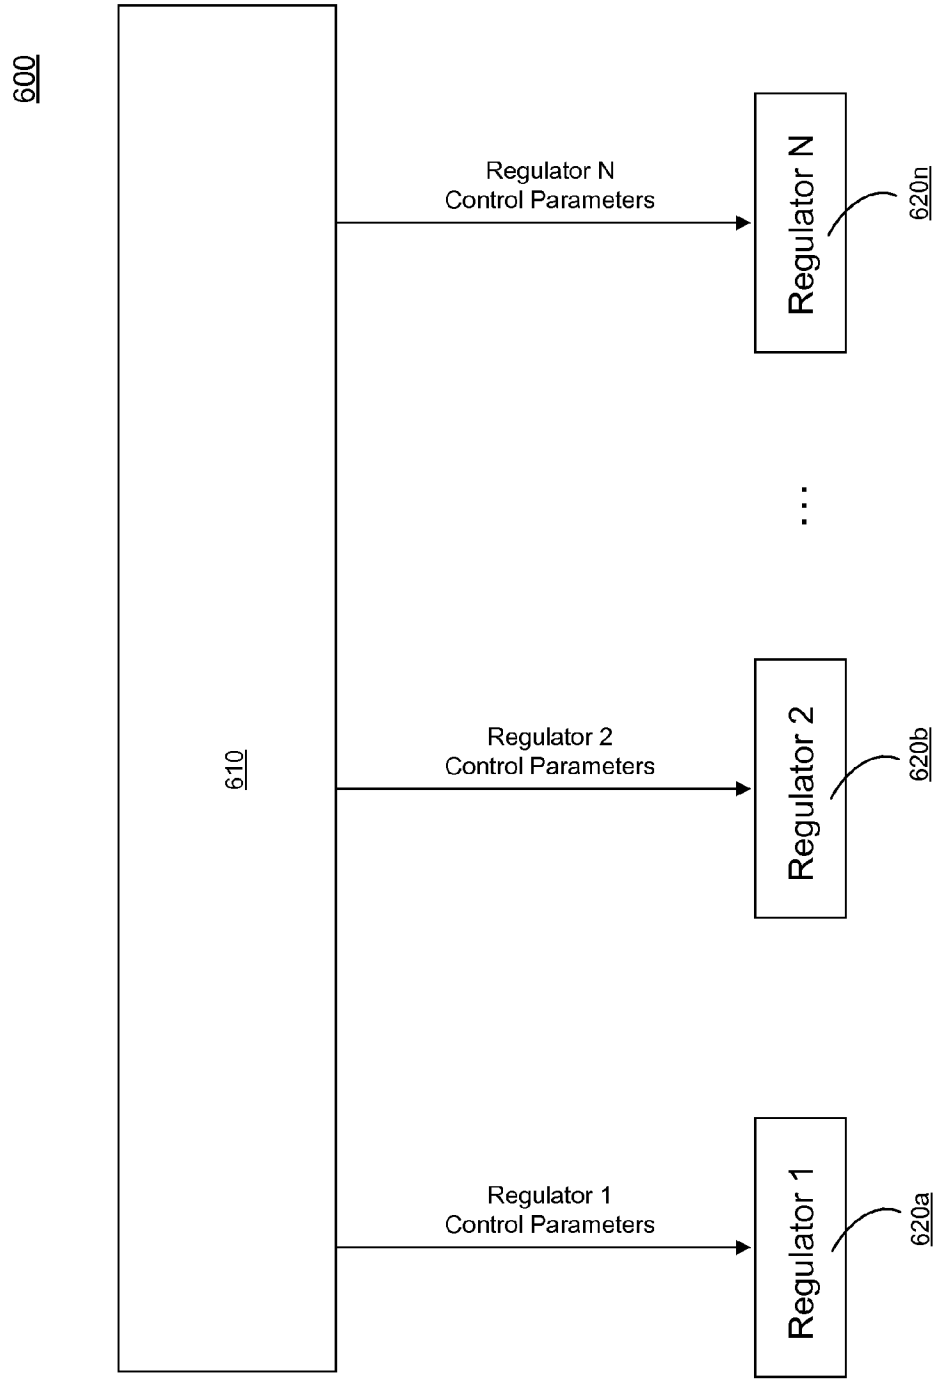 600
Regulator N
Control Parameters
Regulator N
620n
...
610
Regulator 2
Control Parameters
Regulator 2
620b
Regulator 1
Control Parameters
Regulator 1
620a